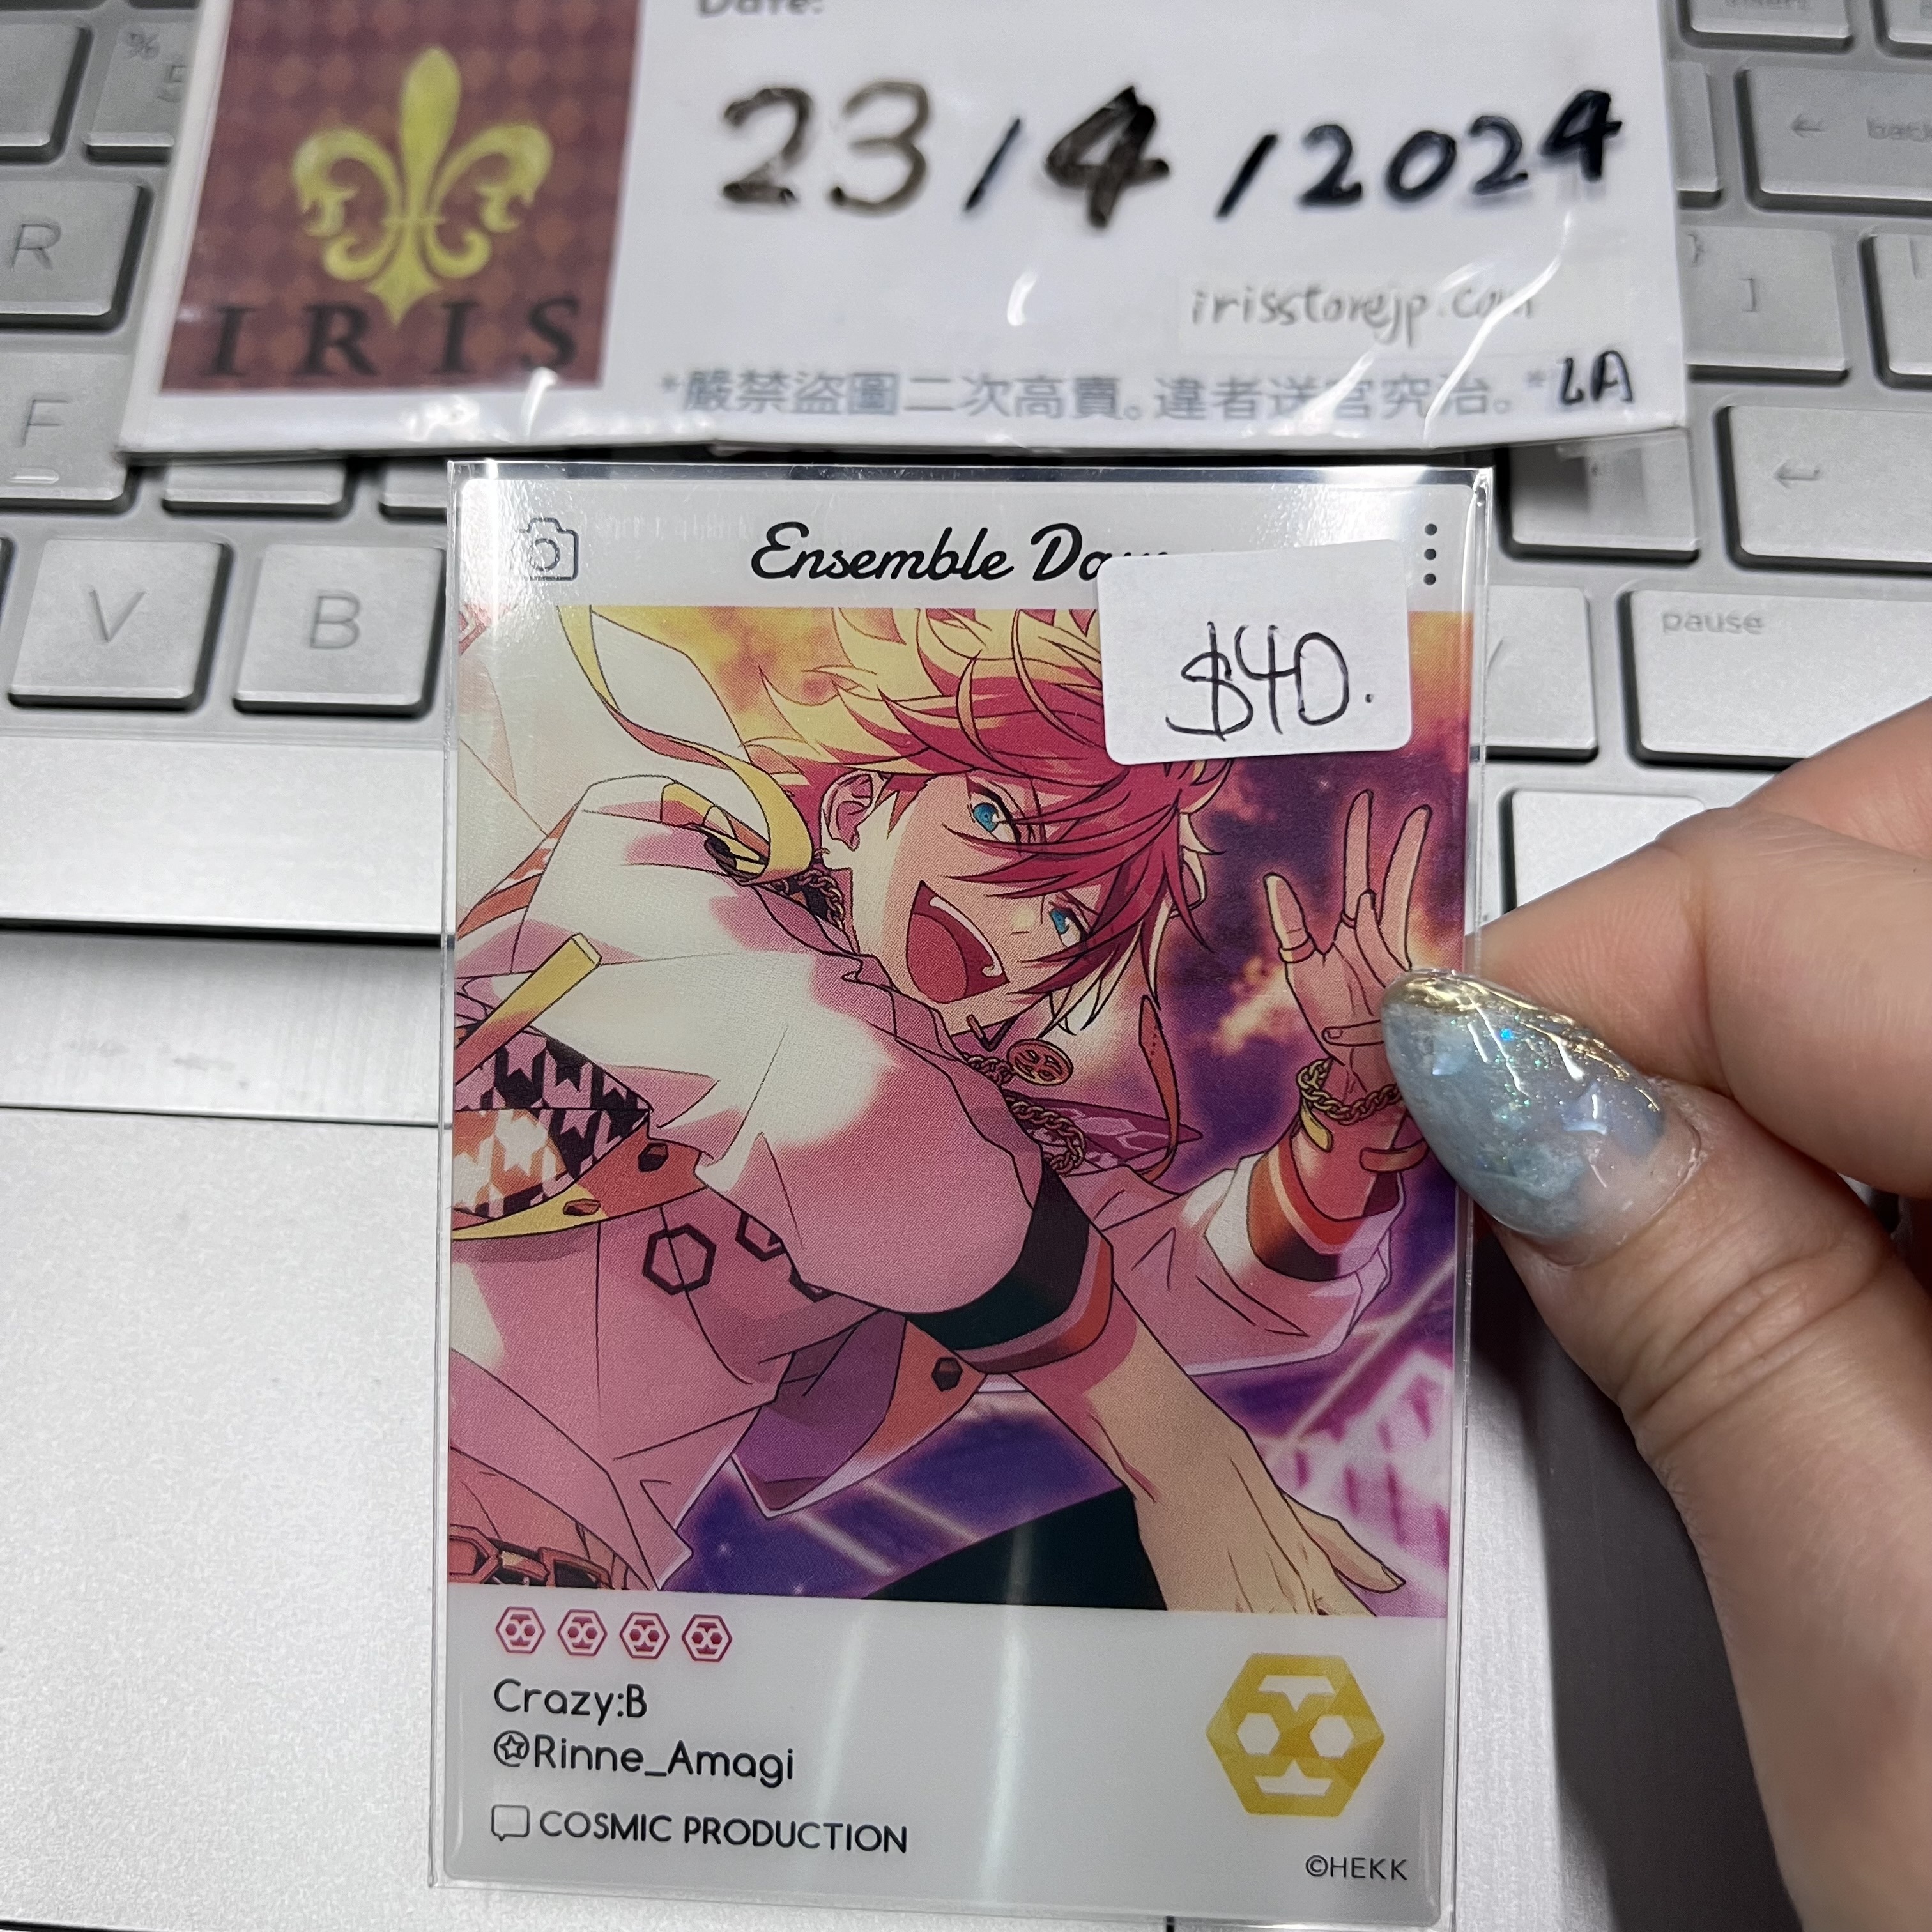 Date:
23/4/2024
IRIS
irisstorejp.com
*嚴禁盜圖二次高賣。違者送官究治。*LA
Ensemble
$40.
Crazy:B
@Rinne_Amagi
COSMIC PRODUCTION
©HEKK
R
F
V
B
pause